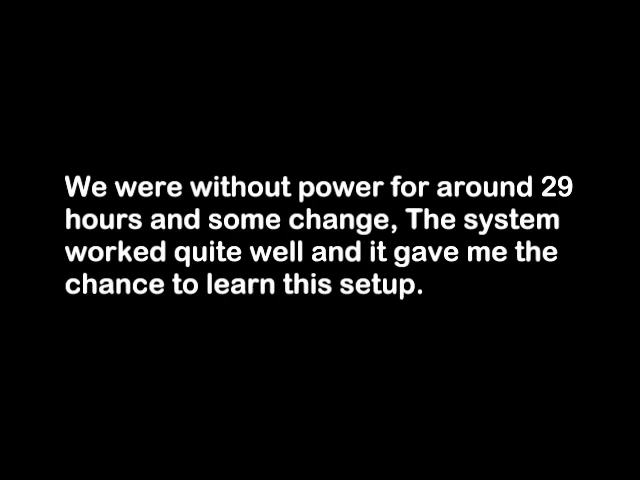 We were without power for around 29
hours and some change, The system
worked quite well and it gave me the
chance to learn this setup.